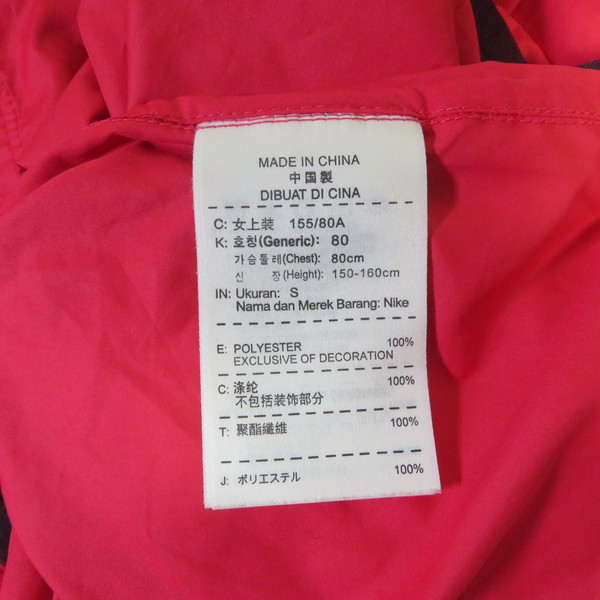 MADE IN CHINA
中国製
DIBUAT DI CINA
C: 女上装 155/80A
K: 호칭(Generic): 80
가슴둘레(Chest): 80cm
신 장(Height): 150-160cm
IN: Ukuran: S
Nama dan Merek Barang: Nike
E: POLYESTER 100%
EXCLUSIVE OF DECORATION
C: 涤纶 100%
不包括装饰部分
T: 聚酯纖維 100%
J: ポリエステル 100%